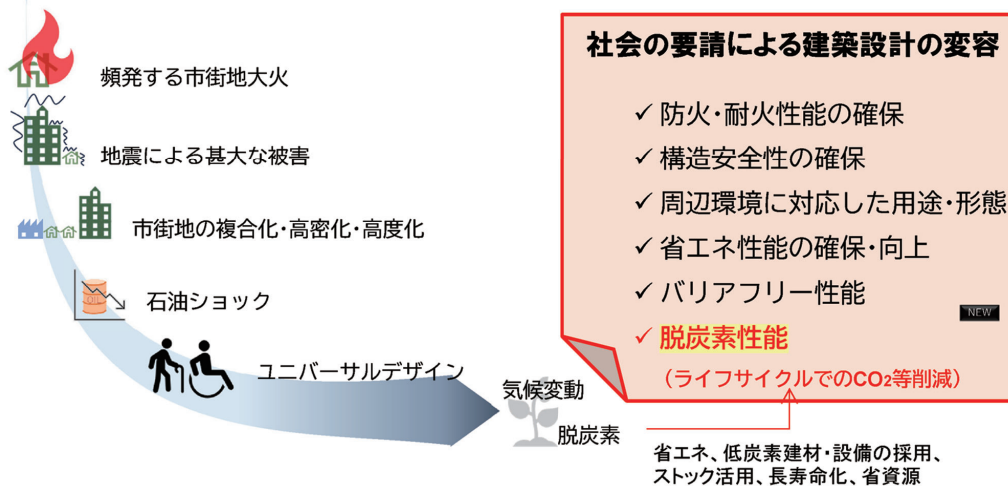 頻発する市街地大火
地震による甚大な被害
市街地の複合化・高密化・高度化
OIL
石油ショック
ユニバーサルデザイン
気候変動
脱炭素
社会の要請による建築設計の変容
✓ 防火・耐火性能の確保
✓ 構造安全性の確保
✓ 周辺環境に対応した用途・形態
✓ 省エネ性能の確保・向上
✓ バリアフリー性能
NEW
✓ 脱炭素性能
（ライフサイクルでのCO₂等削減）
省エネ、低炭素建材・設備の採用、
ストック活用、長寿命化、省資源